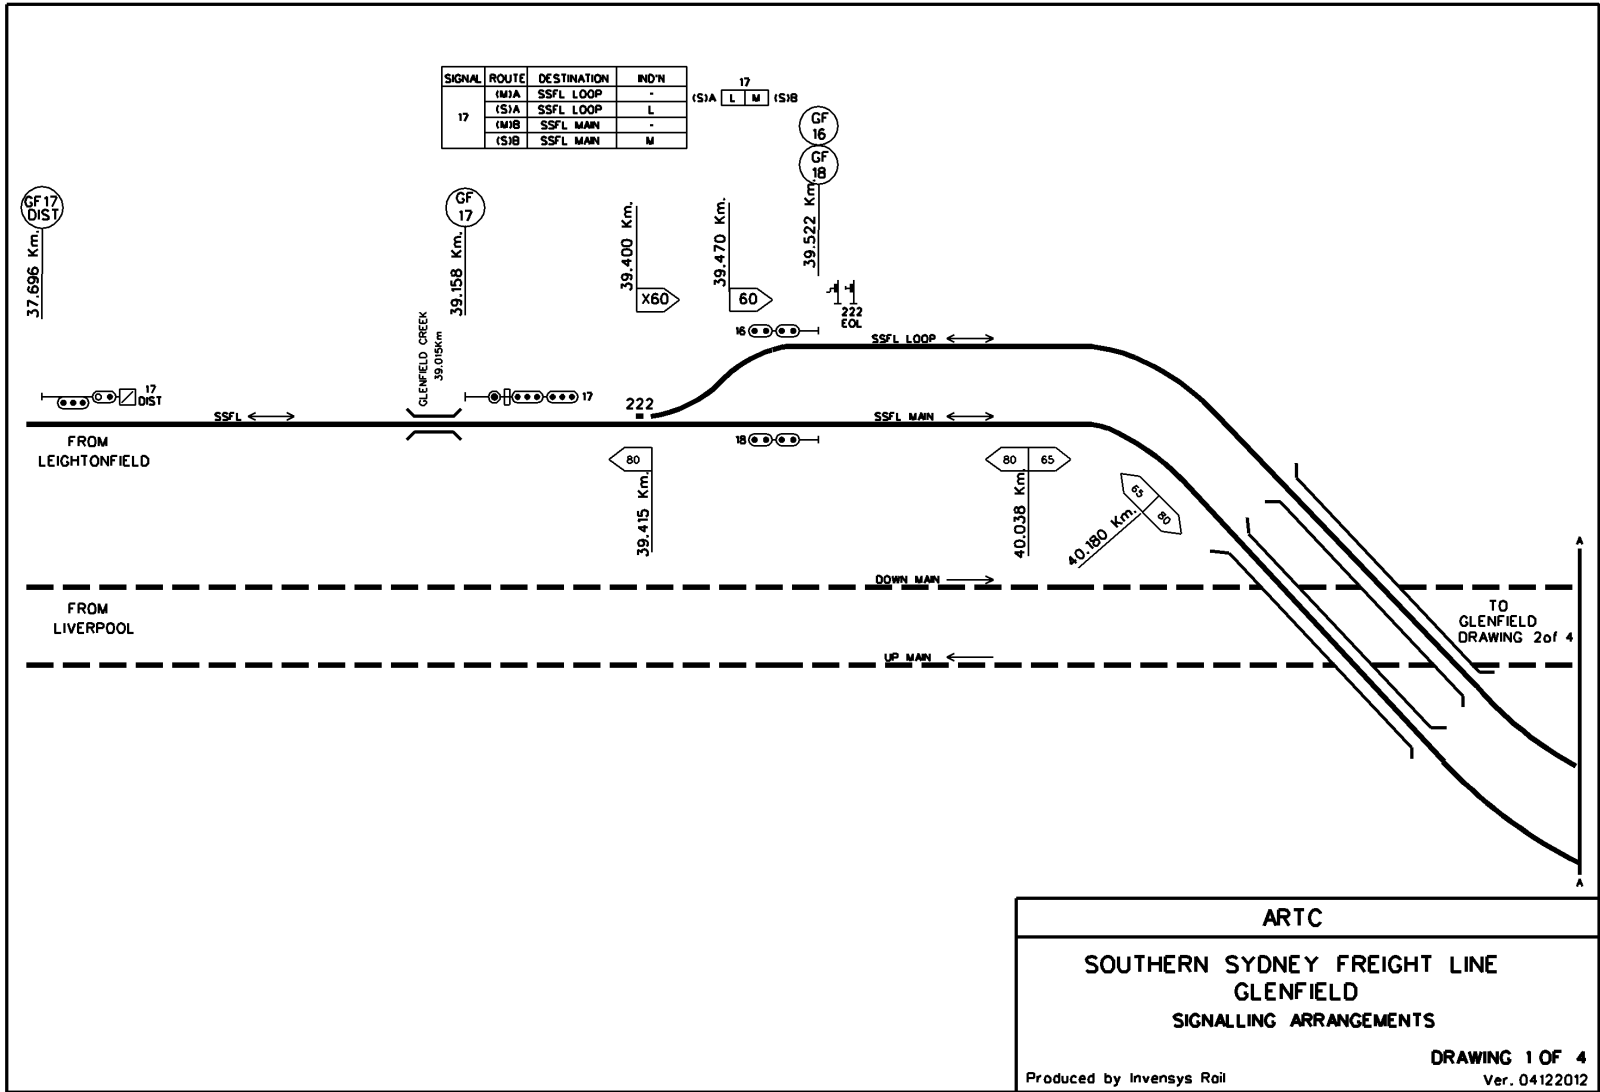 SIGNAL ROUTE DESTINATION IND'N
17
(M)A SSFL LOOP -
(S)A SSFL LOOP L
(M)B SSFL MAIN -
(S)B SSFL MAIN M
17
(S)A L M (S)B
GF
16
GF
18
39.522 Km.
GF17
DIST
37.696 Km.
GF
17
39.158 Km.
39.400 Km.
X60
39.470 Km.
60
222
EOL
GLENFIELD CREEK
39.015Km
16
SSFL LOOP
17
DIST
17
222
SSFL
SSFL MAIN
18
FROM
LEIGHTONFIELD
80
39.415 Km.
80 65
40.038 Km.
65 80
40.180 Km.
A
DOWN MAIN
FROM
LIVERPOOL
TO
GLENFIELD
DRAWING 2of 4
UP MAIN
A
ARTC
SOUTHERN SYDNEY FREIGHT LINE
GLENFIELD
SIGNALLING ARRANGEMENTS
DRAWING 1 OF 4
Produced by Invensys Rail
Ver. 04122012